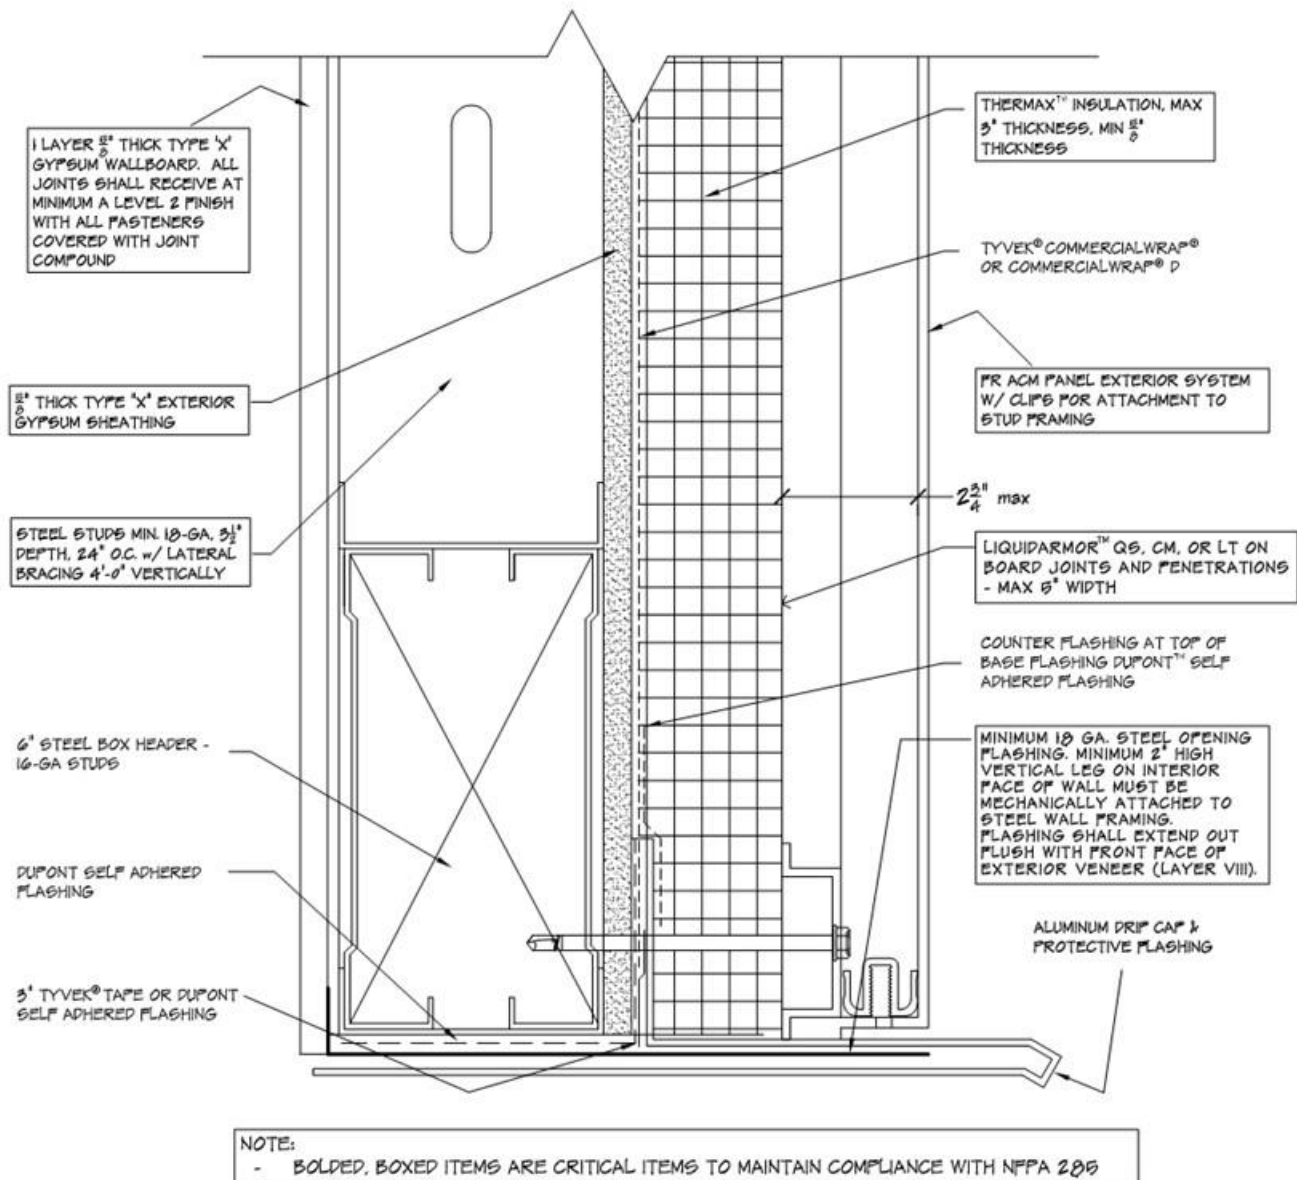 1 LAYER 5/8" THICK TYPE 'X'
GYPSUM WALLBOARD. ALL
JOINTS SHALL RECEIVE AT
MINIMUM A LEVEL 2 FINISH
WITH ALL FASTENERS
COVERED WITH JOINT
COMPOUND
5/8" THICK TYPE "X" EXTERIOR
GYPSUM SHEATHING
STEEL STUDS MIN. 18-GA, 3 1/2"
DEPTH, 24" O.C. w/ LATERAL
BRACING 4'-0" VERTICALLY
6" STEEL BOX HEADER -
16-GA STUDS
DUPONT SELF ADHERED
FLASHING
3" TYVEK® TAPE OR DUPONT
SELF ADHERED FLASHING
THERMAX™ INSULATION, MAX
3" THICKNESS, MIN 5/8"
THICKNESS
TYVEK® COMMERCIALWRAP®
OR COMMERCIALWRAP® D
FR ACM PANEL EXTERIOR SYSTEM
W/ CLIPS FOR ATTACHMENT TO
STUD FRAMING
2 3/4" max
LIQUIDARMOR™ QS, CM, OR LT ON
BOARD JOINTS AND PENETRATIONS
- MAX 5" WIDTH
COUNTER FLASHING AT TOP OF
BASE FLASHING DUPONT™ SELF
ADHERED FLASHING
MINIMUM 18 GA. STEEL OPENING
FLASHING. MINIMUM 2" HIGH
VERTICAL LEG ON INTERIOR
FACE OF WALL MUST BE
MECHANICALLY ATTACHED TO
STEEL WALL FRAMING.
FLASHING SHALL EXTEND OUT
FLUSH WITH FRONT FACE OF
EXTERIOR VENEER (LAYER VIII).
ALUMINUM DRIP CAP &
PROTECTIVE FLASHING
NOTE:
- BOLDED, BOXED ITEMS ARE CRITICAL ITEMS TO MAINTAIN COMPLIANCE WITH NFPA 285